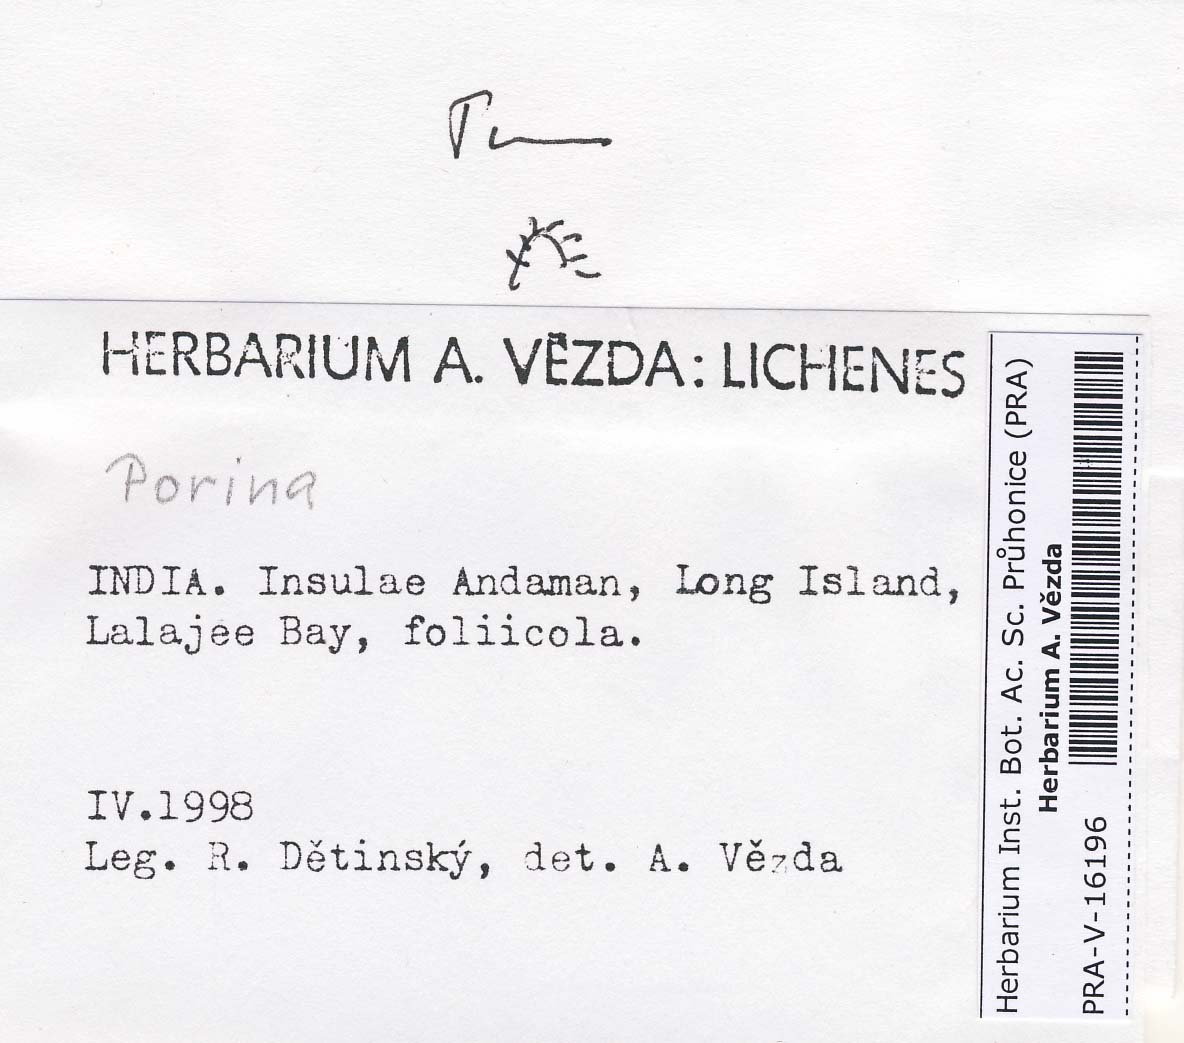 HERBARIUM A. VĚZDA: LICHENES
Porina
INDIA. Insulae Andaman, Long Island,
Lalajee Bay, foliicola.
IV.1998
Leg. R. Dětinský, det. A. Vězda
Herbarium Inst. Bot. Ac. Sc. Průhonice (PRA)
Herbarium A. Vězda
PRA-V-16196